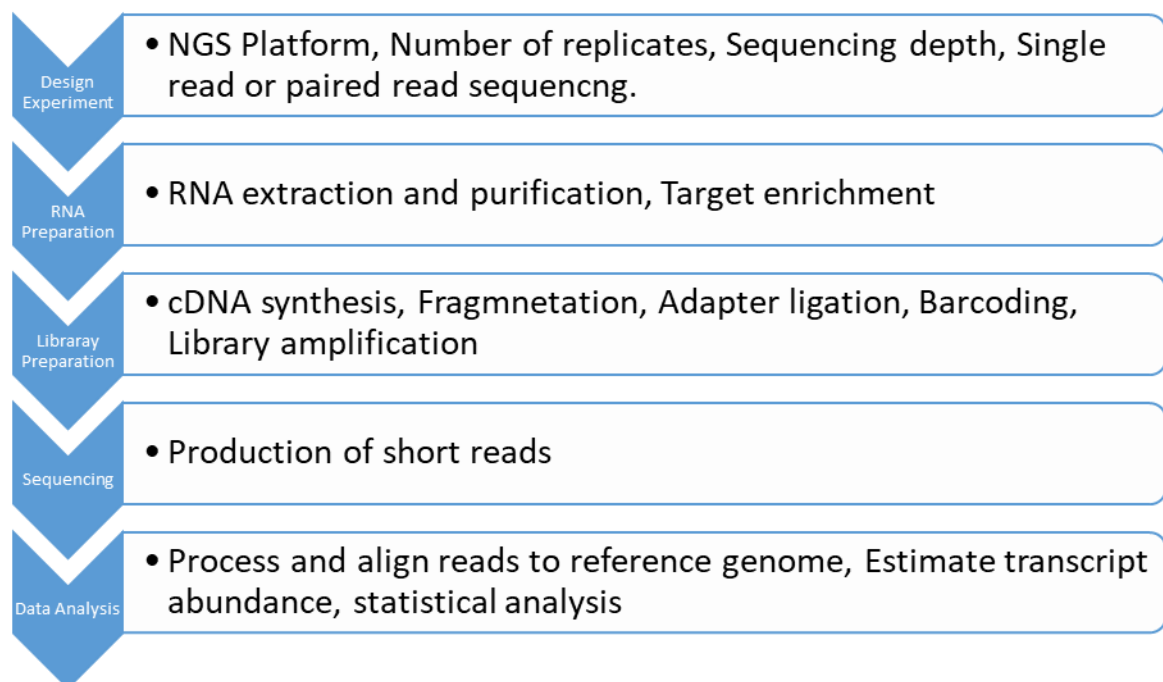 Design
Experiment
• NGS Platform, Number of replicates, Sequencing depth, Single
read or paired read sequencng.
RNA
Preparation
• RNA extraction and purification, Target enrichment
Libraray
Preparation
• cDNA synthesis, Fragmnetation, Adapter ligation, Barcoding,
Library amplification
Sequencing
• Production of short reads
Data Analysis
• Process and align reads to reference genome, Estimate transcript
abundance, statistical analysis